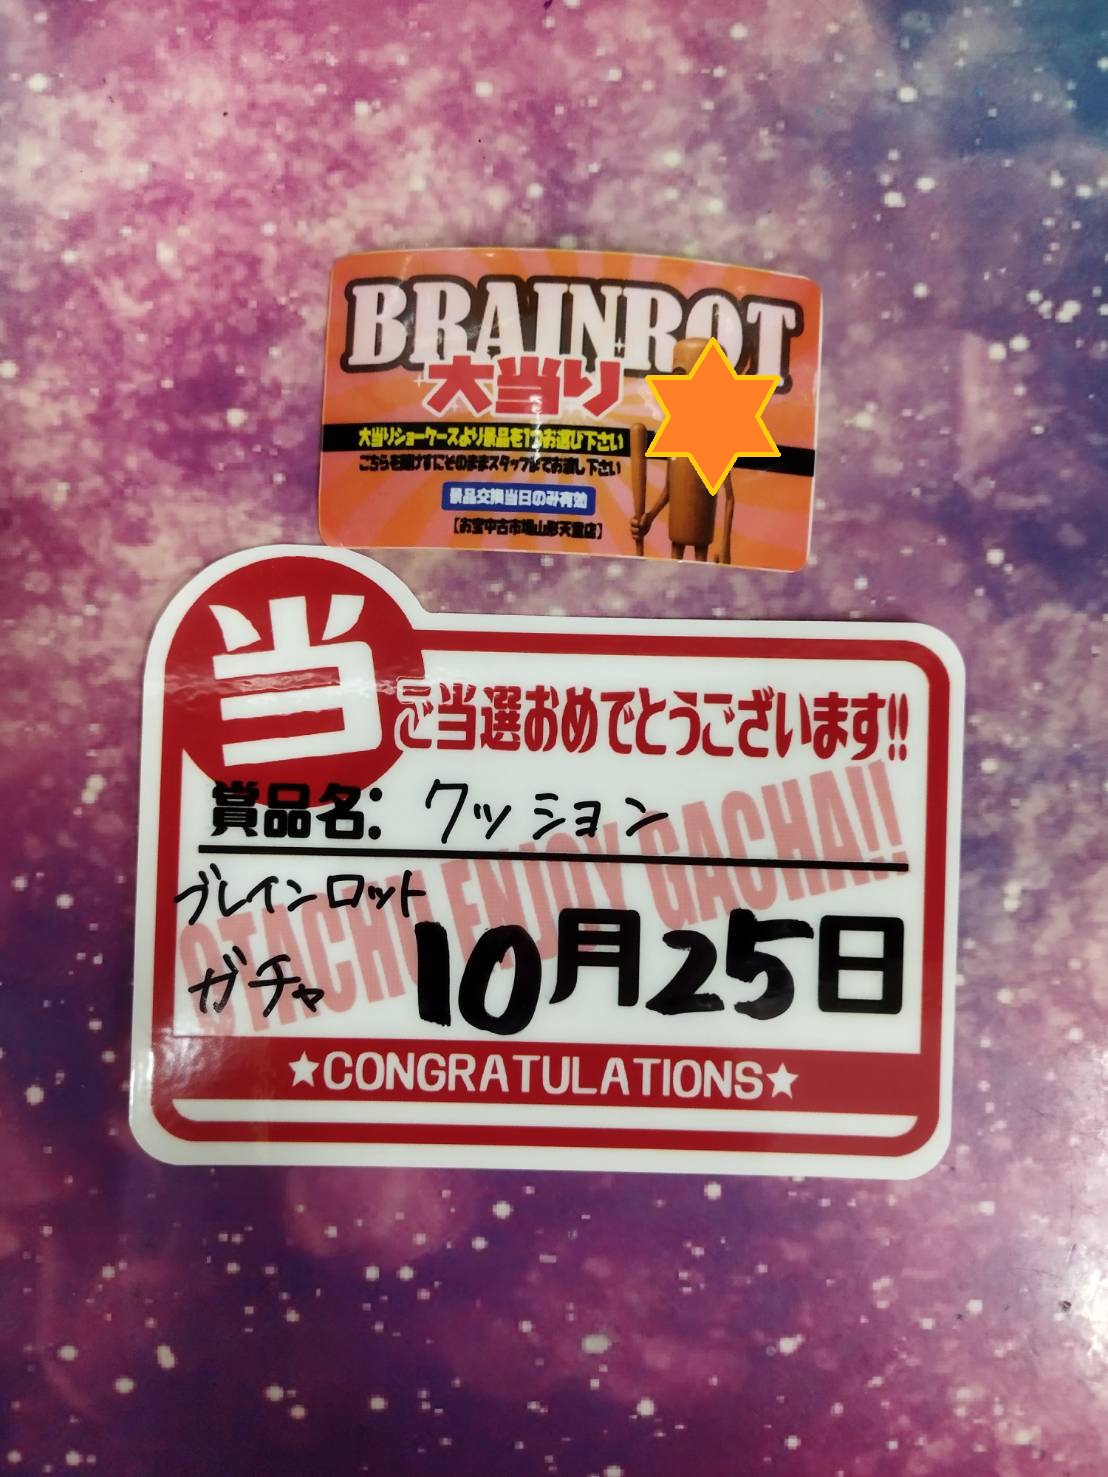 BRAINROT
大当り
大当りショーケースより景品を1つお選び下さい
こちらを開けずにそのままスタッフまでお渡し下さい
景品交換当日のみ有効
【お宝中古市場山形天童店】
当
ご当選おめでとうございます!!
賞品名: クッション
ブレインロット
ガチャ
10月25日
OTACHU ENJOY GACHA!!
★CONGRATULATIONS★